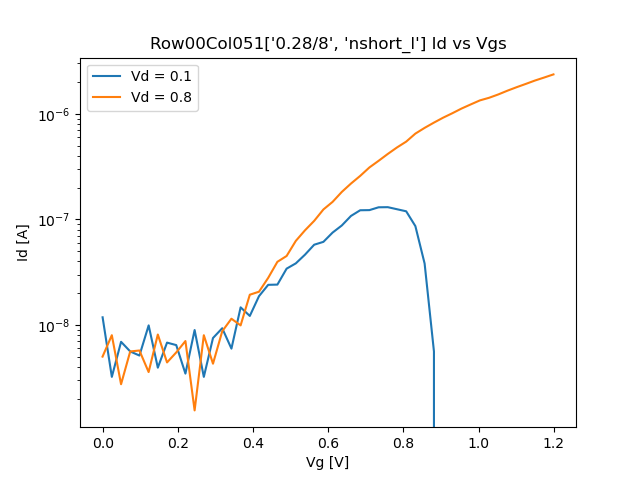 Row00Col051['0.28/8', 'nshort_l'] Id vs Vgs
Vd = 0.1
Vd = 0.8
10⁻⁶
10⁻⁷
10⁻⁸
Id [A]
0.0 0.2 0.4 0.6 0.8 1.0 1.2
Vg [V]